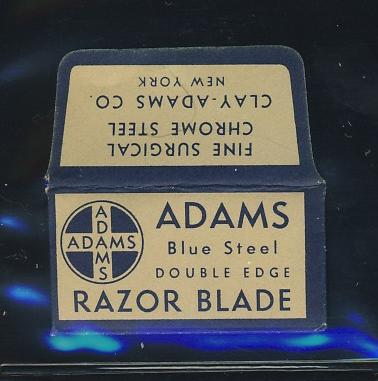 NEW YORK
CLAY-ADAMS CO.
CHROME STEEL
FINE SURGICAL
ADAMS
ADAMS
ADAMS
Blue Steel
DOUBLE EDGE
RAZOR BLADE